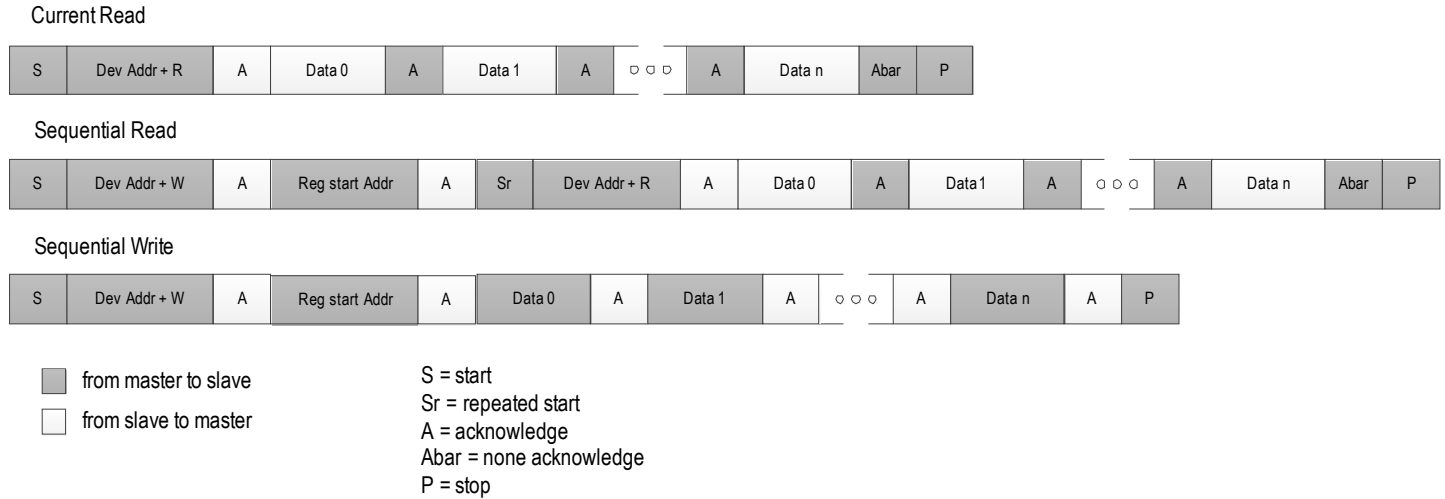 Current Read
S Dev Addr + R A Data 0 A Data 1 A A Data n Abar P
Sequential Read
S Dev Addr + W A Reg start Addr A Sr Dev Addr + R A Data 0 A Data 1 A A Data n Abar P
Sequential Write
S Dev Addr + W A Reg start Addr A Data 0 A Data 1 A A Data n A P
from master to slave
from slave to master
S = start
Sr = repeated start
A = acknowledge
Abar = none acknowledge
P = stop